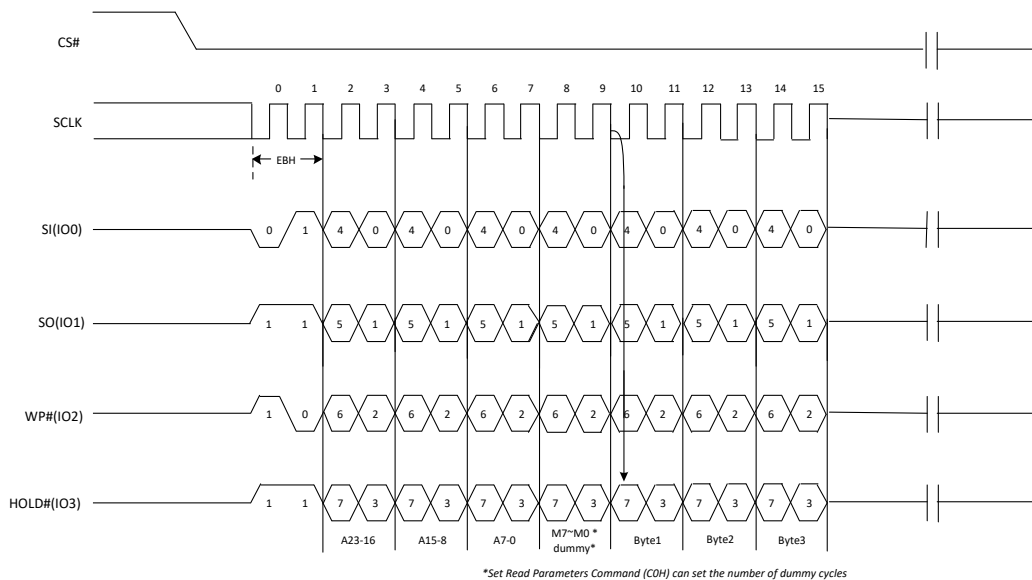 CS#
0 1 2 3 4 5 6 7 8 9 10 11 12 13 14 15
SCLK
EBH
SI(IO0) 0 1 4 0 4 0 4 0 4 0 4 0 4 0 4 0
SO(IO1) 1 1 5 1 5 1 5 1 5 1 5 1 5 1 5 1
WP#(IO2) 1 0 6 2 6 2 6 2 6 2 6 2 6 2 6 2
HOLD#(IO3) 1 1 7 3 7 3 7 3 7 3 7 3 7 3 7 3
A23-16 A15-8 A7-0 M7~M0 * Byte1 Byte2 Byte3
dummy*
*Set Read Parameters Command (C0H) can set the number of dummy cycles